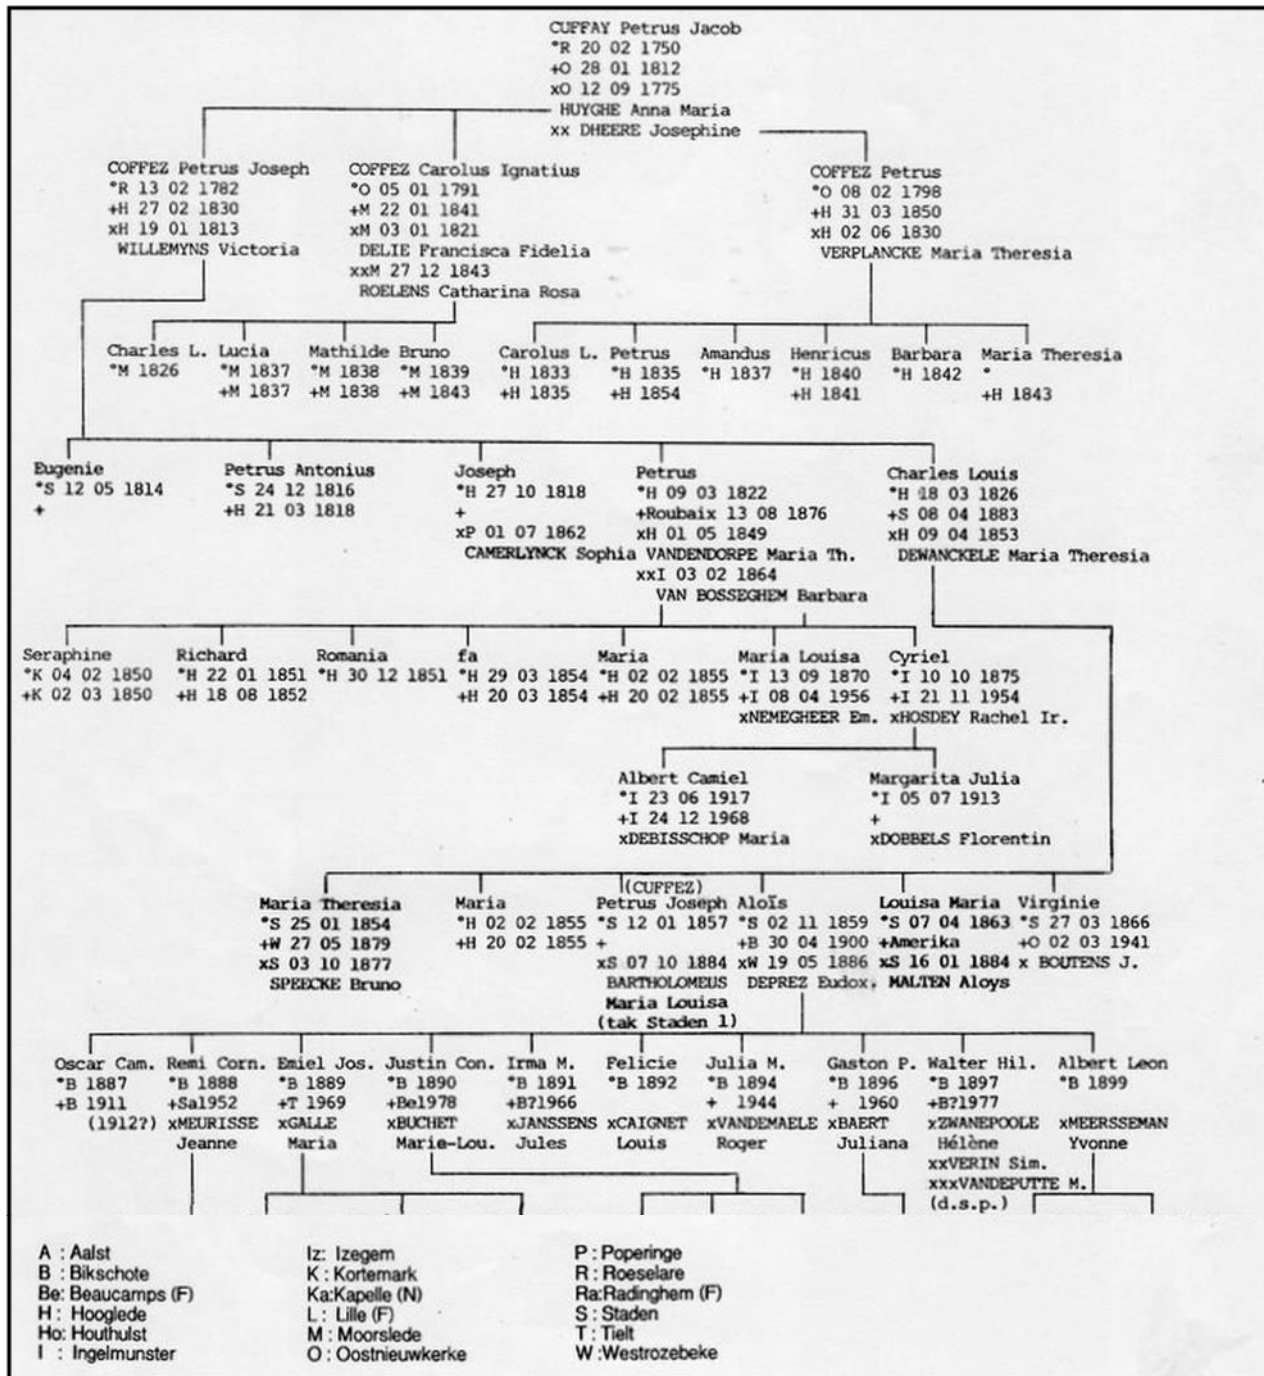 CUFFAY Petrus Jacob
°R 20 02 1750
+O 28 01 1812
xO 12 09 1775
HUYGHE Anna Maria
xx DHEERE Josephine
COFFEZ Petrus Joseph
°R 13 02 1782
+H 27 02 1830
xH 19 01 1813
WILLEMYNS Victoria
COFFEZ Carolus Ignatius
°O 05 01 1791
+M 22 01 1841
xM 03 01 1821
DELIE Francisca Fidelia
xxM 27 12 1843
ROELENS Catharina Rosa
COFFEZ Petrus
°O 08 02 1798
+H 31 03 1850
xH 02 06 1830
VERPLANCKE Maria Theresia
Charles L.
°M 1826
Lucia
°M 1837
+M 1837
Mathilde
°M 1838
+M 1838
Bruno
°M 1839
+M 1843
Carolus L.
°H 1833
+H 1835
Petrus
°H 1835
+H 1854
Amandus
°H 1837
Henricus
°H 1840
+H 1841
Barbara
°H 1842
Maria Theresia
°
+H 1843
Eugenie
°S 12 05 1814
+
Petrus Antonius
°S 24 12 1816
+H 21 03 1818
Joseph
°H 27 10 1818
+
xP 01 07 1862
CAMERLYNCK Sophia
Petrus
°H 09 03 1822
+Roubaix 13 08 1876
xH 01 05 1849
VANDENDORPE Maria Th.
xxI 03 02 1864
VAN BOSSEGHEM Barbara
Charles Louis
°H 18 03 1826
+S 08 04 1883
xH 09 04 1853
DEWANCKELE Maria Theresia
Seraphine
°K 04 02 1850
+K 02 03 1850
Richard
°H 22 01 1851
+H 18 08 1852
Romania
°H 30 12 1851
fa
°H 29 03 1854
+H 20 03 1854
Maria
°H 02 02 1855
+H 20 02 1855
Maria Louisa
°I 13 09 1870
+I 08 04 1956
xNEMEGHEER Em.
Cyriel
°I 10 10 1875
+I 21 11 1954
xHOSDEY Rachel Ir.
Albert Camiel
°I 23 06 1917
+I 24 12 1968
xDEBISSCHOP Maria
Margarita Julia
°I 05 07 1913
+
xDOBBELS Florentin
Maria Theresia
°S 25 01 1854
+W 27 05 1879
xS 03 10 1877
SPEECKE Bruno
Maria
°H 02 02 1855
+H 20 02 1855
(CUFFEZ)
Petrus Joseph
°S 12 01 1857
+
xS 07 10 1884
BARTHOLOMEUS
Maria Louisa
(tak Staden 1)
Aloïs
°S 02 11 1859
+B 30 04 1900
xW 19 05 1886
DEPREZ Eudox.
Louisa Maria
°S 07 04 1863
+Amerika
xS 16 01 1884
MALTEN Aloys
Virginie
°S 27 03 1866
+O 02 03 1941
x BOUTENS J.
Oscar Cam.
°B 1887
+B 1911
(1912?)
Remi Corn.
°B 1888
+Sa1952
xMEURISSE
Jeanne
Emiel Jos.
°B 1889
+T 1969
xGALLE
Maria
Justin Con.
°B 1890
+Be1978
xBUCHET
Marie-Lou.
Irma M.
°B 1891
+B?1966
xJANSSENS
Jules
Felicie
°B 1892
xCAIGNET
Louis
Julia M.
°B 1894
+ 1944
xVANDEMAELE
Roger
Gaston P.
°B 1896
+ 1960
xBAERT
Juliana
Walter Hil.
°B 1897
+B?1977
xZWANEPOOLE
Hélène
xxVERIN Sim.
xxxVANDEPUTTE M.
(d.s.p.)
Albert Leon
°B 1899
xMEERSSEMAN
Yvonne
A : Aalst
B : Bikschote
Be: Beaucamps (F)
H : Hooglede
Ho: Houthulst
I : Ingelmunster
Iz: Izegem
K : Kortemark
Ka:Kapelle (N)
L : Lille (F)
M : Moorslede
O : Oostnieuwkerke
P : Poperinge
R : Roeselare
Ra:Radinghem (F)
S : Staden
T : Tielt
W :Westrozebeke